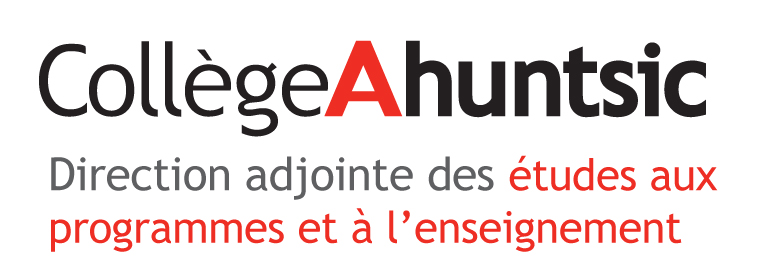 CollègeAhuntsic
Direction adjointe des études aux
programmes et à l’enseignement